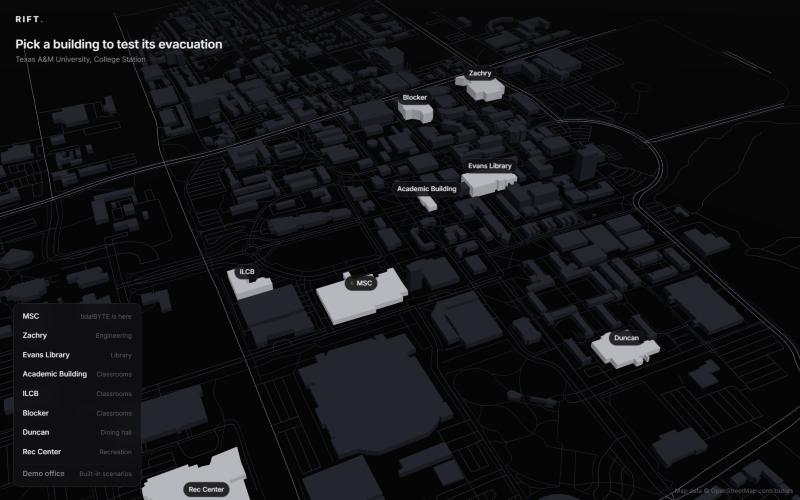 RIFT.
Pick a building to test its evacuation
Texas A&M University, College Station
Zachry
Blocker
Evans Library
Academic Building
ILCB
MSC
Duncan
MSC tidalBYTE is here
Zachry Engineering
Evans Library Library
Academic Building Classrooms
ILCB Classrooms
Blocker Classrooms
Duncan Dining hall
Rec Center Recreation
Demo office Built-in scenarios
Rec Center
Map data © OpenStreetMap contributors